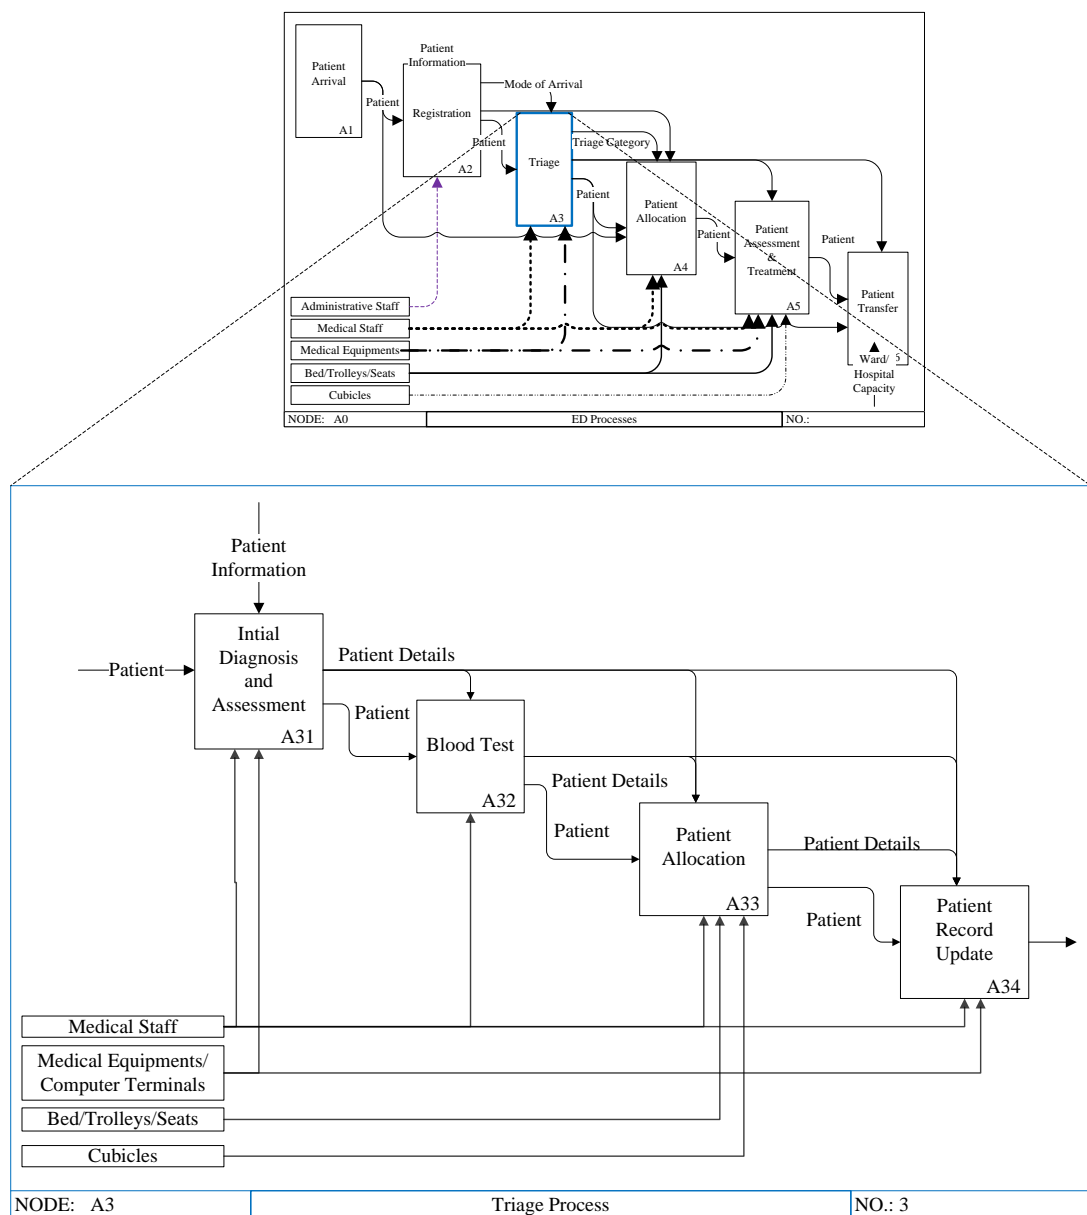 Patient
Arrival
A1
Patient
Patient
Information
Registration
A2
Mode of Arrival
Patient
Triage
A3
Triage Category
Patient
Patient
Allocation
A4
Patient
Patient
Assessment
&
Treatment
A5
Patient
Patient
Transfer
Ward/
Hospital
Capacity
Administrative Staff
Medical Staff
Medical Equipments
Bed/Trolleys/Seats
Cubicles
NODE: A0
ED Processes
NO.:
Patient
Information
Patient
Intial
Diagnosis
and
Assessment
A31
Patient Details
Patient
Blood Test
A32
Patient Details
Patient
Patient
Allocation
A33
Patient Details
Patient
Patient
Record
Update
A34
Medical Staff
Medical Equipments/
Computer Terminals
Bed/Trolleys/Seats
Cubicles
NODE: A3
Triage Process
NO.: 3